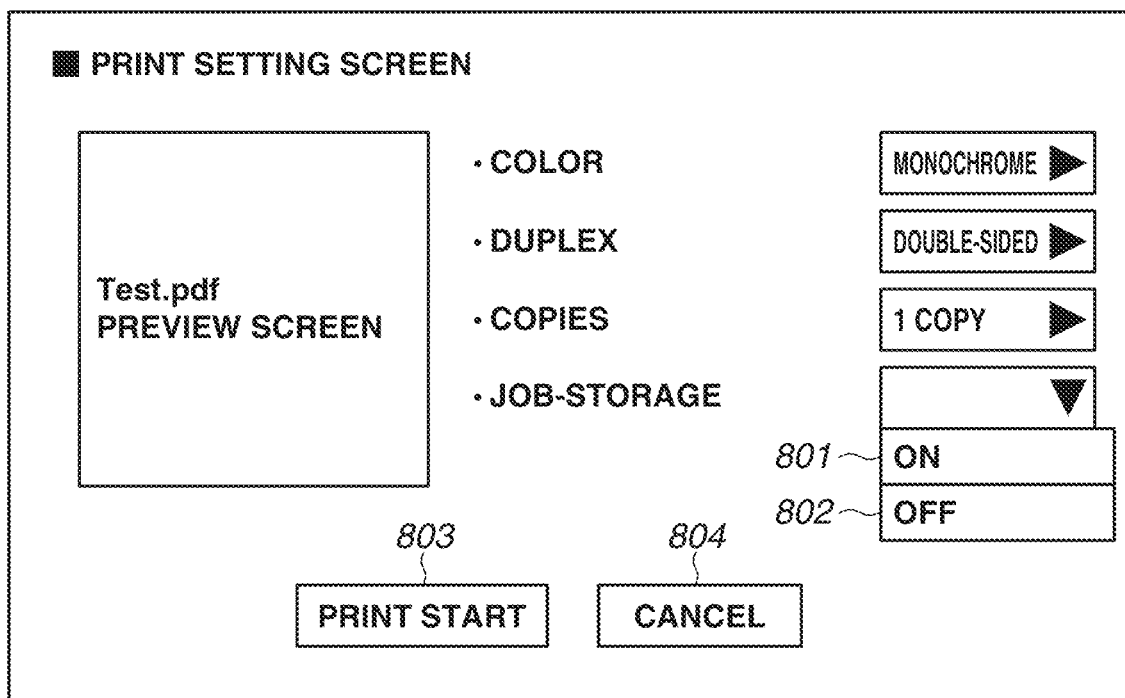 ■ PRINT SETTING SCREEN
Test.pdf
PREVIEW SCREEN
· COLOR
MONOCHROME ▶
· DUPLEX
DOUBLE-SIDED ▶
· COPIES
1 COPY ▶
· JOB-STORAGE
▼
801 ON
802 OFF
803
804
PRINT START
CANCEL